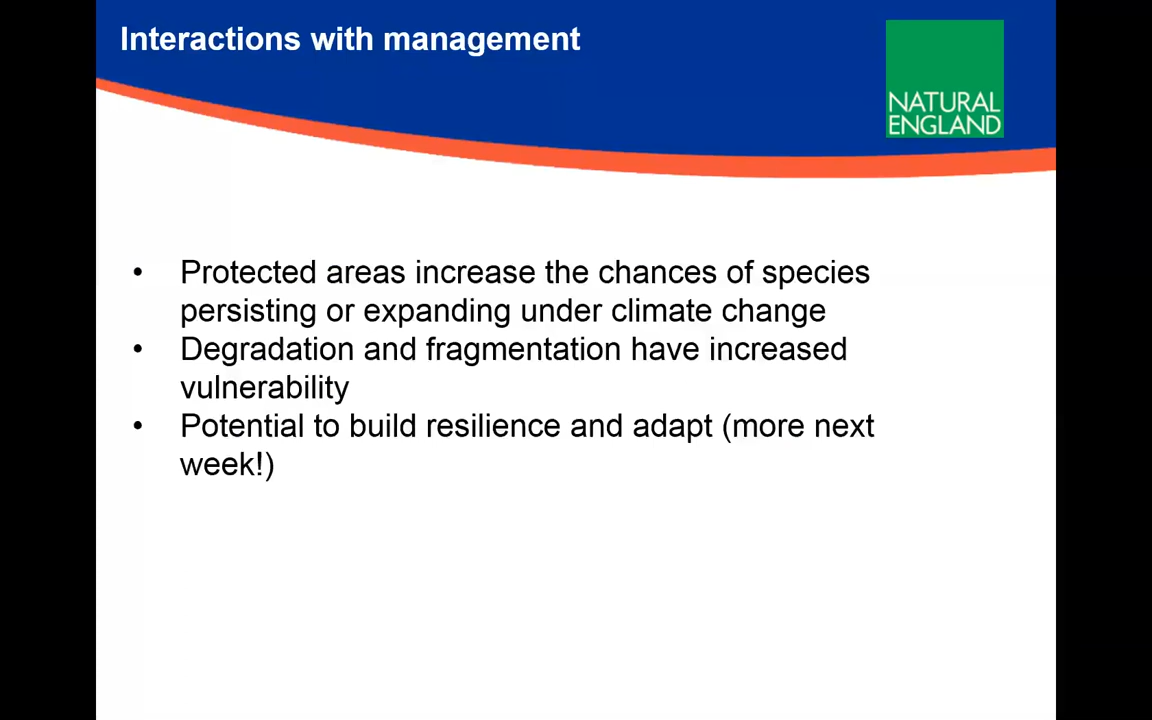 Interactions with management
NATURAL
ENGLAND
• Protected areas increase the chances of species
persisting or expanding under climate change
• Degradation and fragmentation have increased
vulnerability
• Potential to build resilience and adapt (more next
week!)